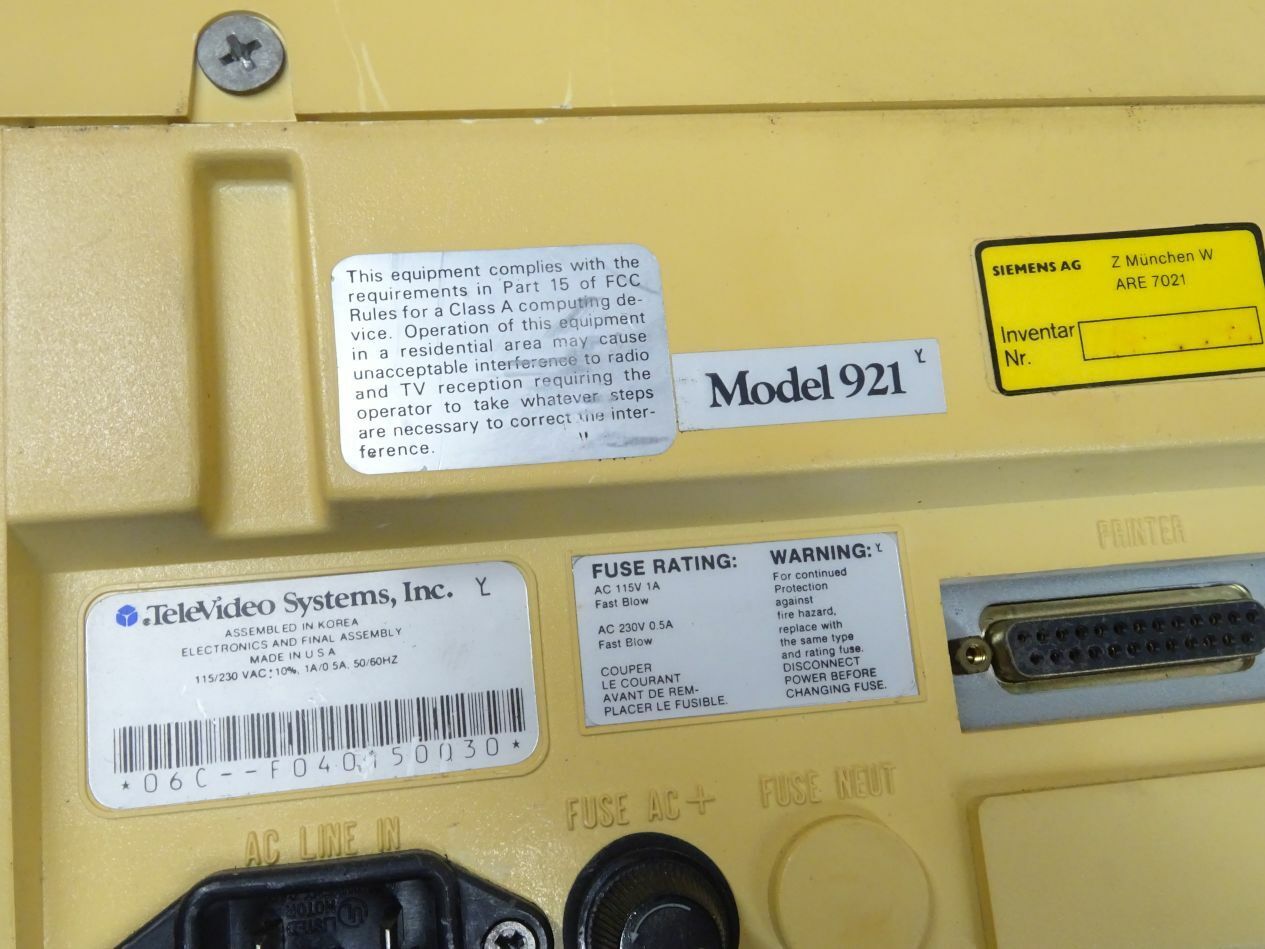 This equipment complies with the
requirements in Part 15 of FCC
Rules for a Class A computing de-
vice. Operation of this equipment
in a residential area may cause
unacceptable interference to radio
and TV reception requiring the
operator to take whatever steps
are necessary to correct the inter-
ference.
Model 921 Y
SIEMENS AG Z München W
ARE 7021
Inventar
Nr.
TeleVideo Systems, Inc. Y
ASSEMBLED IN KOREA
ELECTRONICS AND FINAL ASSEMBLY
MADE IN U S A
115/230 VAC ± 10%, 1A/0 5A, 50/60HZ
*06C--F040150030*
FUSE RATING:
AC 115V 1A
Fast Blow
AC 230V 0.5A
Fast Blow
COUPER
LE COURANT
AVANT DE REM-
PLACER LE FUSIBLE.
WARNING: Y
For continued
Protection
against
fire hazard,
replace with
the same type
and rating fuse.
DISCONNECT
POWER BEFORE
CHANGING FUSE.
PRINTER
AC LINE IN
FUSE AC+
FUSE NEUT
UL
LISTED